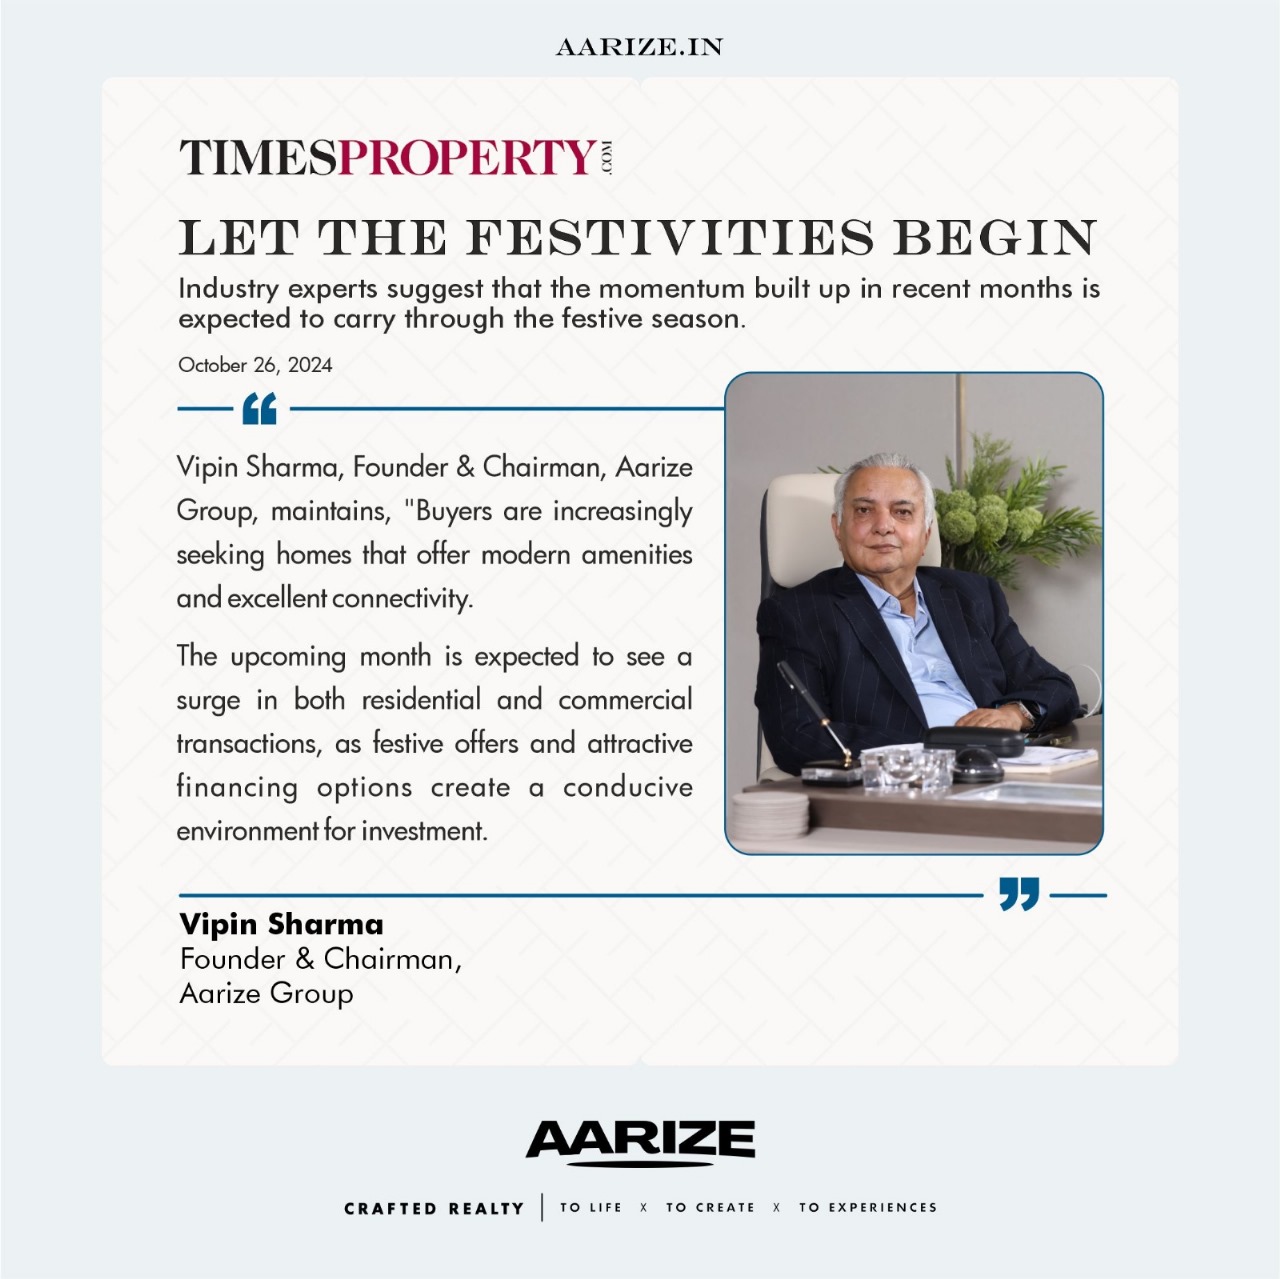 AARIZE.IN
TIMESPROPERTY.COM
LET THE FESTIVITIES BEGIN
Industry experts suggest that the momentum built up in recent months is
expected to carry through the festive season.
October 26, 2024
“
Vipin Sharma, Founder & Chairman, Aarize
Group, maintains, "Buyers are increasingly
seeking homes that offer modern amenities
and excellent connectivity.
The upcoming month is expected to see a
surge in both residential and commercial
transactions, as festive offers and attractive
financing options create a conducive
environment for investment.
”
Vipin Sharma
Founder & Chairman,
Aarize Group
AARIZE
CRAFTED REALTY | TO LIFE X TO CREATE X TO EXPERIENCES